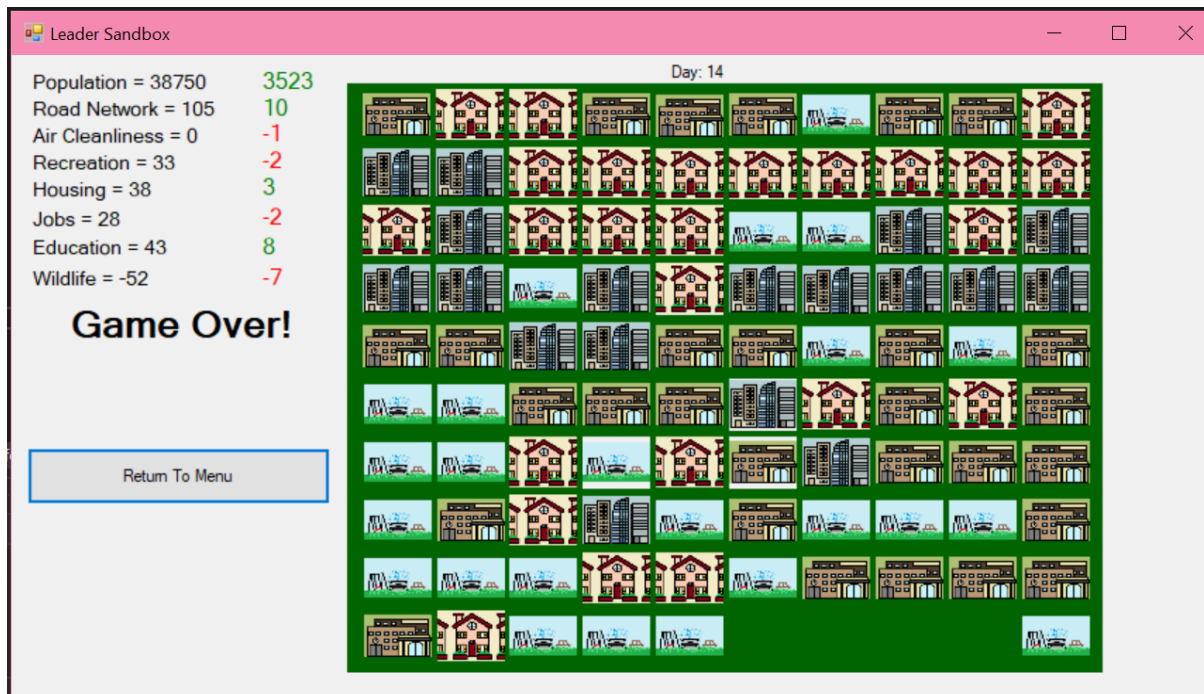 Leader Sandbox
Day: 14
Population = 38750 3523
Road Network = 105 10
Air Cleanliness = 0 -1
Recreation = 33 -2
Housing = 38 3
Jobs = 28 -2
Education = 43 8
Wildlife = -52 -7
Game Over!
Return To Menu